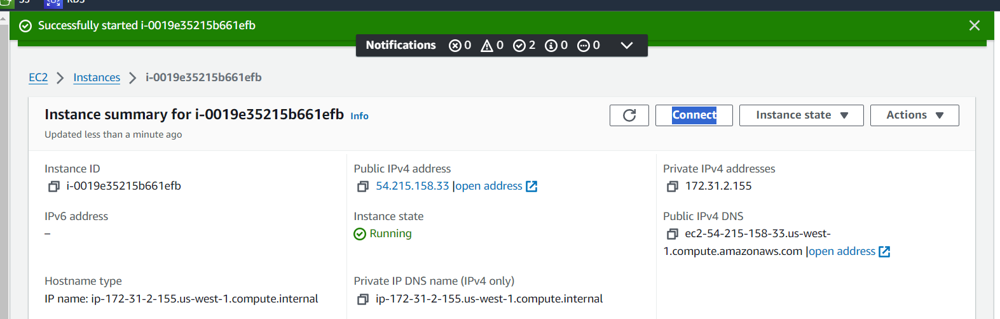 Successfully started i-0019e35215b661efb
Notifications 0 0 2 0 0
EC2 Instances i-0019e35215b661efb
Instance summary for i-0019e35215b661efb Info
Connect Instance state Actions
Updated less than a minute ago
Instance ID
i-0019e35215b661efb
Public IPv4 address
54.215.158.33 |open address
Private IPv4 addresses
172.31.2.155
IPv6 address
–
Instance state
Running
Public IPv4 DNS
ec2-54-215-158-33.us-west-
1.compute.amazonaws.com |open address
Hostname type
IP name: ip-172-31-2-155.us-west-1.compute.internal
Private IP DNS name (IPv4 only)
ip-172-31-2-155.us-west-1.compute.internal